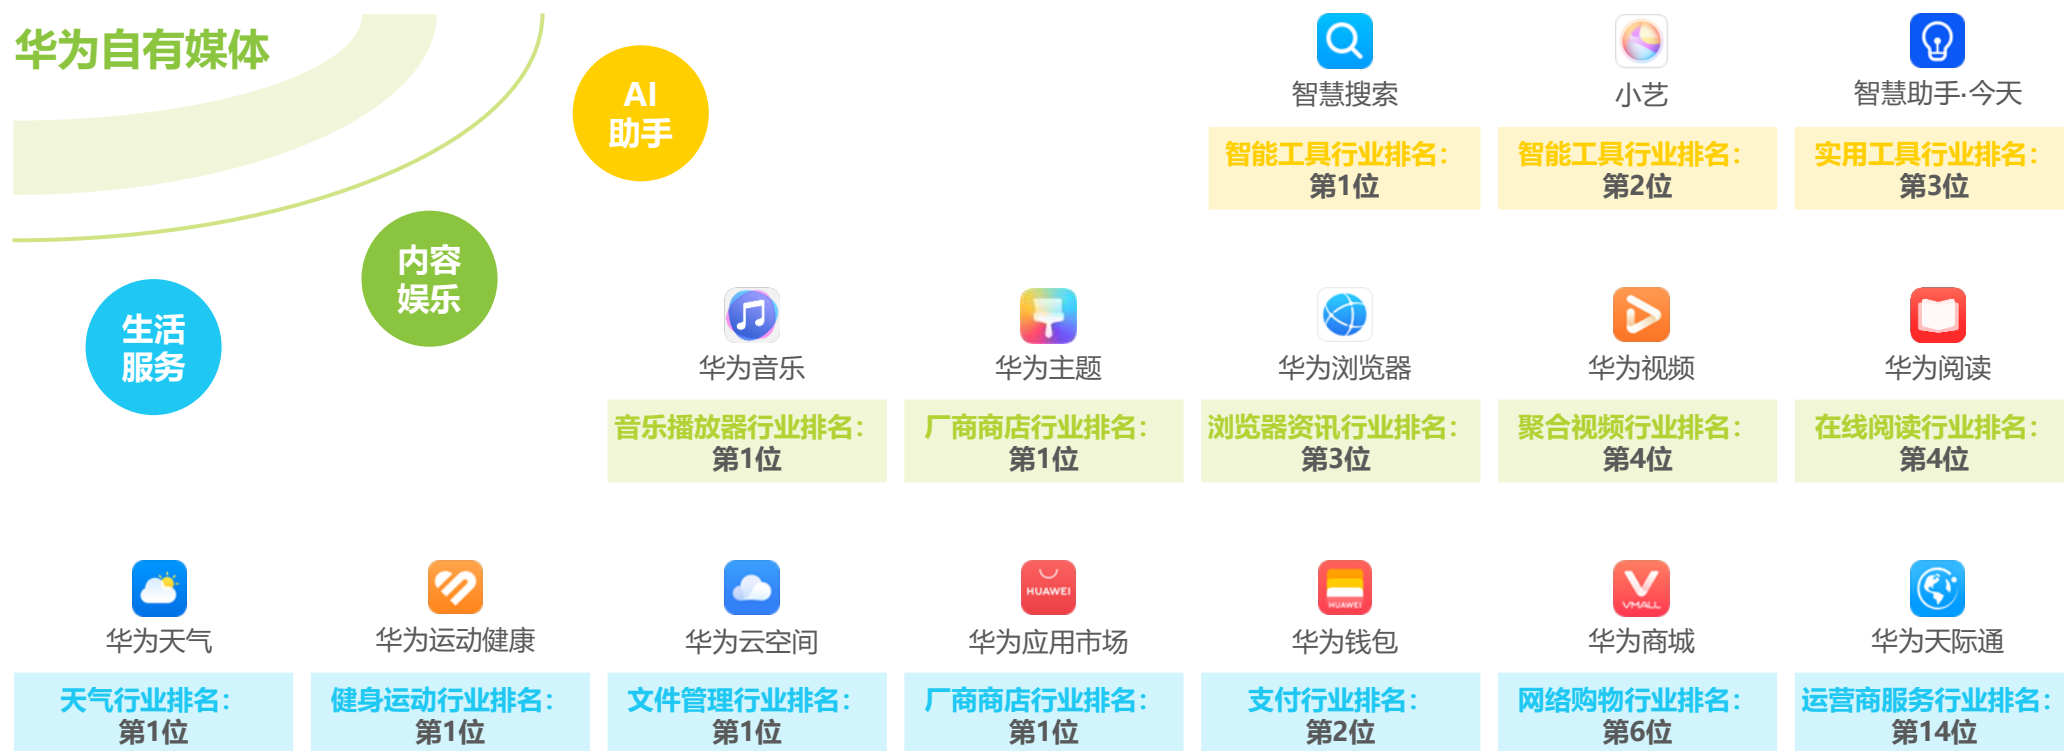 华为自有媒体
AI
助手
智慧搜索
小艺
智慧助手·今天
智能工具行业排名：
第1位
智能工具行业排名：
第2位
实用工具行业排名：
第3位
内容
娱乐
生活
服务
华为音乐
华为主题
华为浏览器
华为视频
华为阅读
音乐播放器行业排名：
第1位
厂商商店行业排名：
第1位
浏览器资讯行业排名：
第3位
聚合视频行业排名：
第4位
在线阅读行业排名：
第4位
HUAWEI
HUAWEI
VMALL
华为天气
华为运动健康
华为云空间
华为应用市场
华为钱包
华为商城
华为天际通
天气行业排名：
第1位
健身运动行业排名：
第1位
文件管理行业排名：
第1位
厂商商店行业排名：
第1位
支付行业排名：
第2位
网络购物行业排名：
第6位
运营商服务行业排名：
第14位